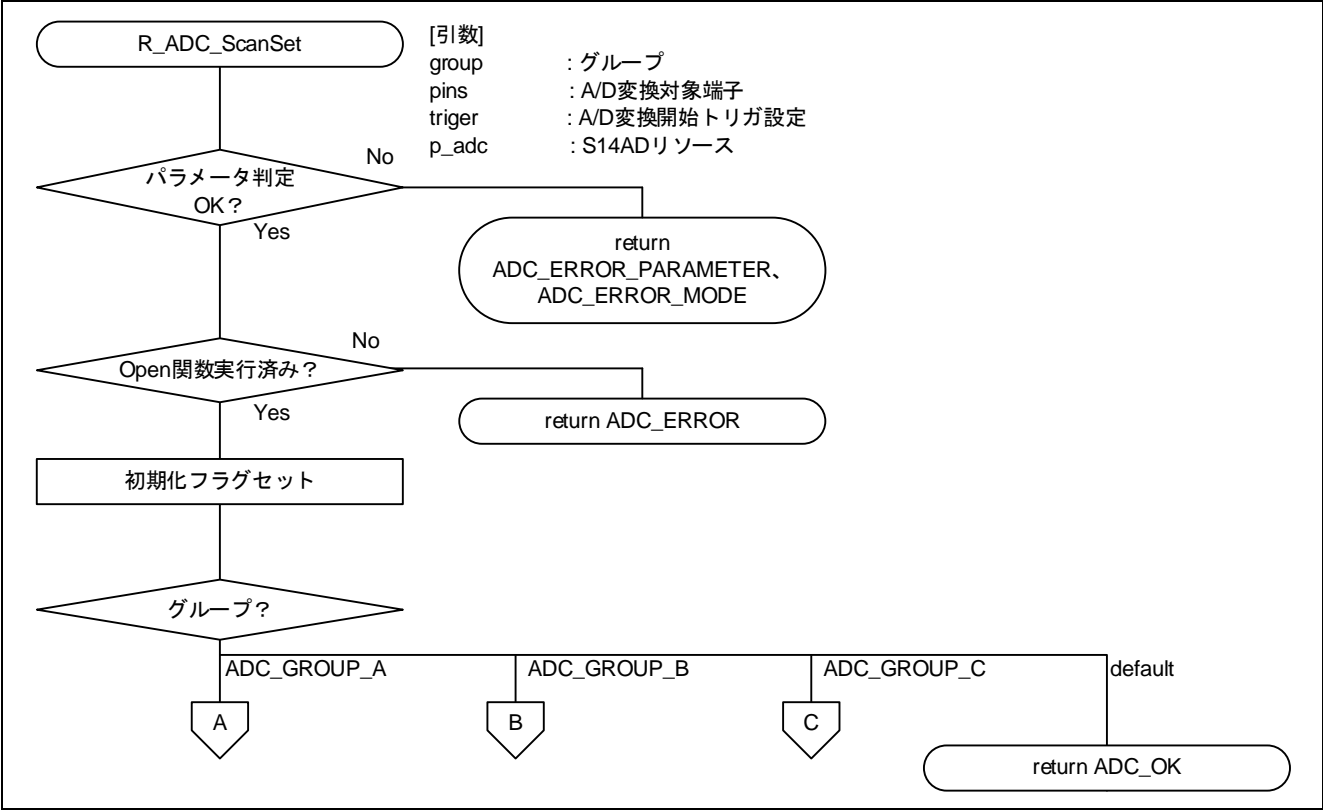 R_ADC_ScanSet
[引数]
group : グループ
pins : A/D変換対象端子
triger : A/D変換開始トリガ設定
p_adc : S14ADリソース
パラメータ判定
OK？
No
Yes
return
ADC_ERROR_PARAMETER、
ADC_ERROR_MODE
Open関数実行済み？
No
Yes
return ADC_ERROR
初期化フラグセット
グループ？
ADC_GROUP_A
ADC_GROUP_B
ADC_GROUP_C
default
A
B
C
return ADC_OK